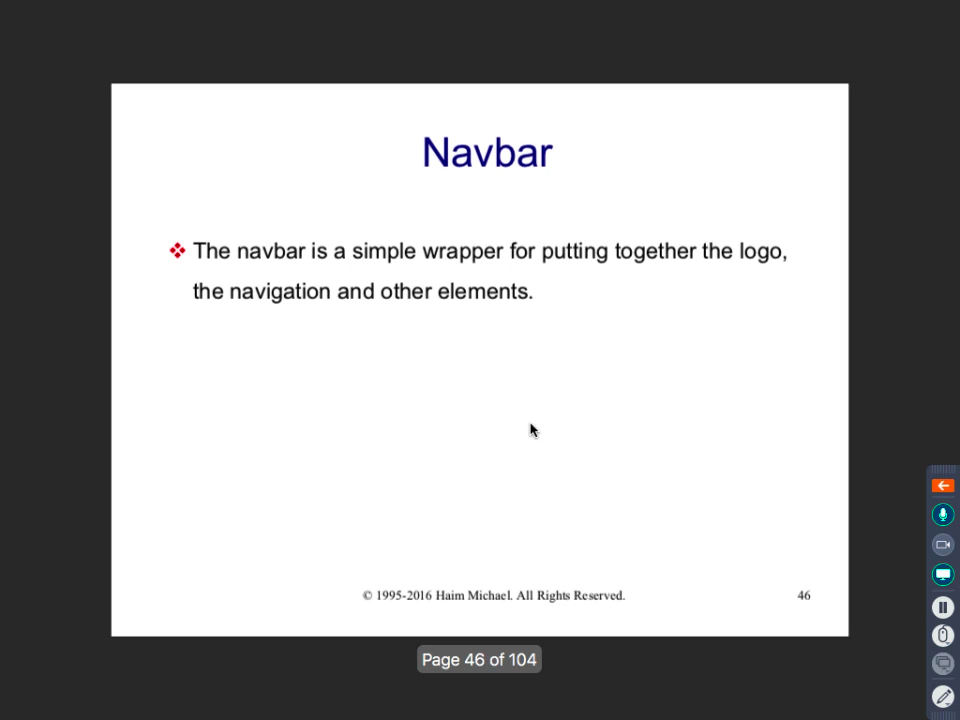 Navbar
The navbar is a simple wrapper for putting together the logo,
the navigation and other elements.
© 1995-2016 Haim Michael. All Rights Reserved.
46
Page 46 of 104